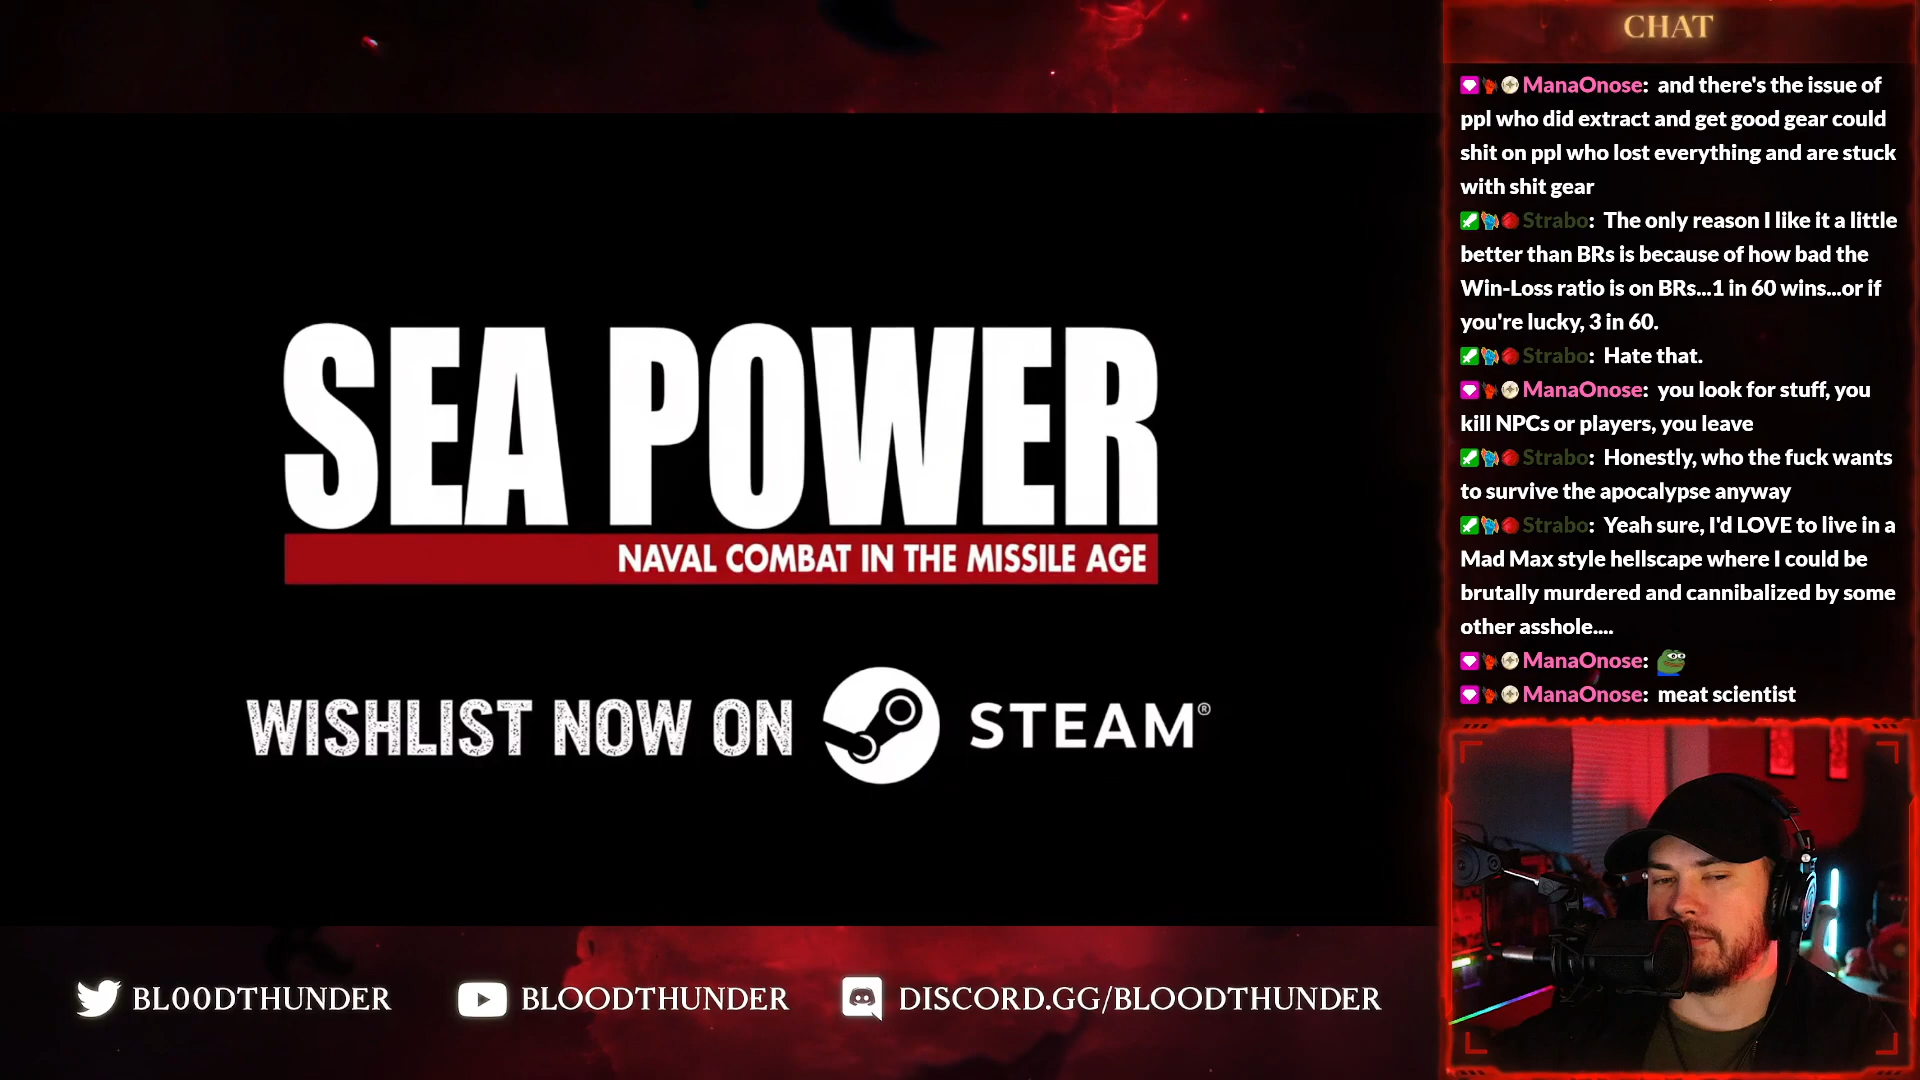 SEA POWER
NAVAL COMBAT IN THE MISSILE AGE
WISHLIST NOW ON STEAM®
BL00DTHUNDER
BLOODTHUNDER
DISCORD.GG/BLOODTHUNDER
CHAT
ManaOnose: and there's the issue of
ppl who did extract and get good gear could
shit on ppl who lost everything and are stuck
with shit gear
Strabo: The only reason I like it a little
better than BRs is because of how bad the
Win-Loss ratio is on BRs...1 in 60 wins...or if
you're lucky, 3 in 60.
Strabo: Hate that.
ManaOnose: you look for stuff, you
kill NPCs or players, you leave
Strabo: Honestly, who the fuck wants
to survive the apocalypse anyway
Strabo: Yeah sure, I'd LOVE to live in a
Mad Max style hellscape where I could be
brutally murdered and cannibalized by some
other asshole....
ManaOnose:
ManaOnose: meat scientist